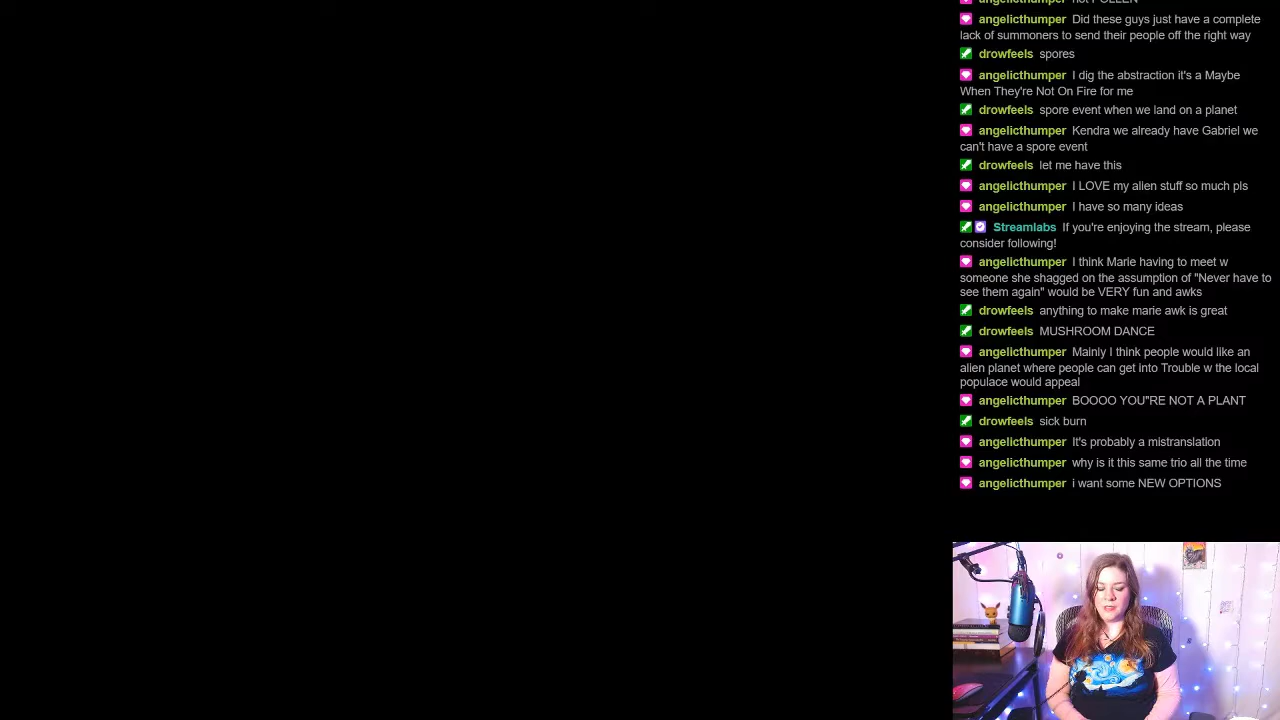 angelicthumper not POLLEN
angelicthumper Did these guys just have a complete
lack of summoners to send their people off the right way
drowfeels spores
angelicthumper I dig the abstraction it's a Maybe
When They're Not On Fire for me
drowfeels spore event when we land on a planet
angelicthumper Kendra we already have Gabriel we
can't have a spore event
drowfeels let me have this
angelicthumper I LOVE my alien stuff so much pls
angelicthumper I have so many ideas
Streamlabs If you're enjoying the stream, please
consider following!
angelicthumper I think Marie having to meet w
someone she shagged on the assumption of "Never have to
see them again" would be VERY fun and awks
drowfeels anything to make marie awk is great
drowfeels MUSHROOM DANCE
angelicthumper Mainly I think people would like an
alien planet where people can get into Trouble w the local
populace would appeal
angelicthumper BOOOO YOU"RE NOT A PLANT
drowfeels sick burn
angelicthumper It's probably a mistranslation
angelicthumper why is it this same trio all the time
angelicthumper i want some NEW OPTIONS